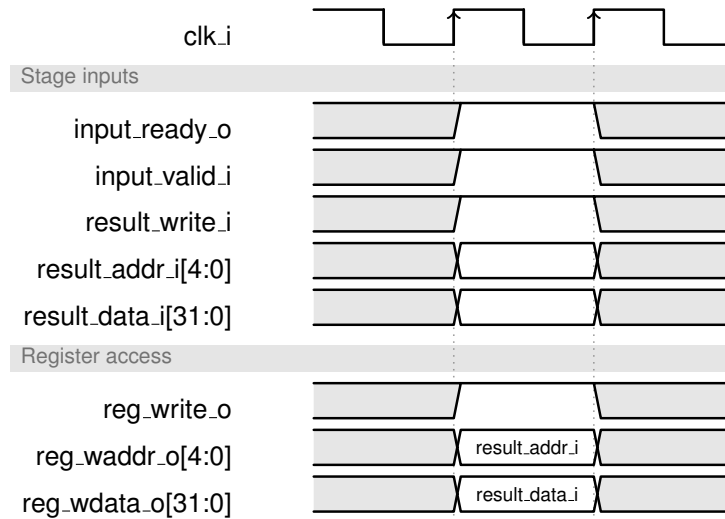 clk_i
Stage inputs
input_ready_o
input_valid_i
result_write_i
result_addr_i[4:0]
result_data_i[31:0]
Register access
reg_write_o
reg_waddr_o[4:0] result_addr_i
reg_wdata_o[31:0] result_data_i